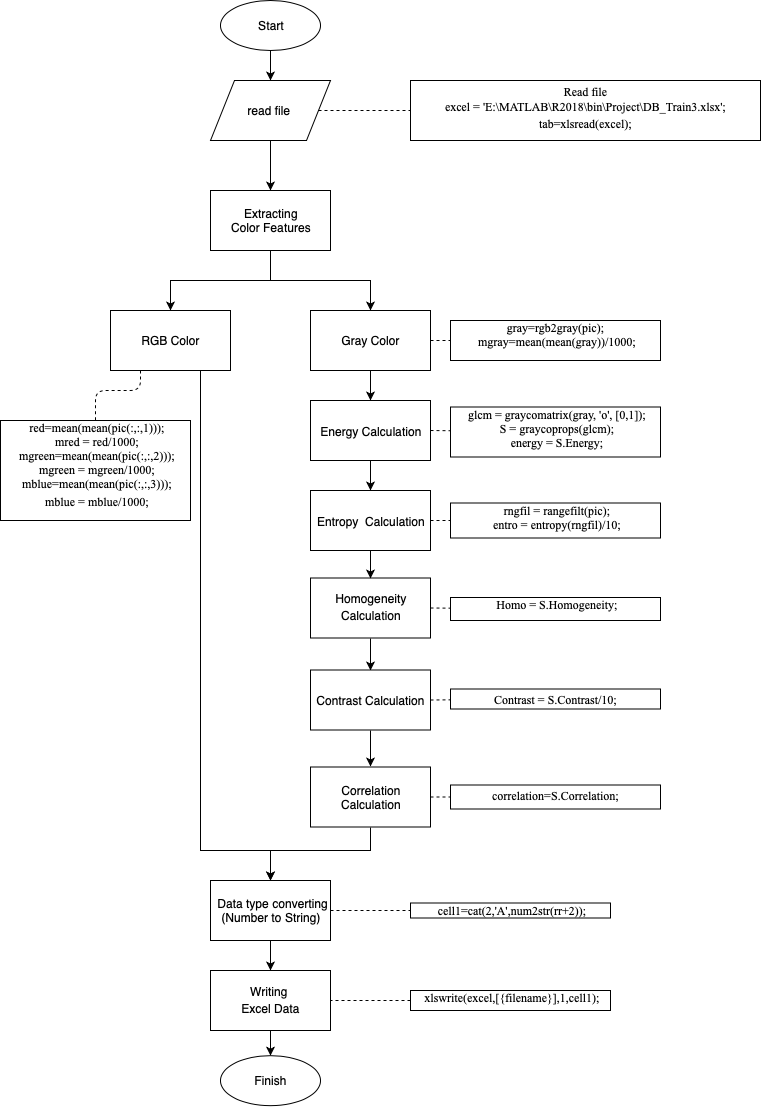 Start
read file
Read file
excel = 'E:\MATLAB\R2018\bin\Project\DB_Train3.xlsx';
tab=xlsread(excel);
Extracting
Color Features
RGB Color
Gray Color
gray=rgb2gray(pic);
mgray=mean(mean(gray))/1000;
red=mean(mean(pic(:,:,1)));
mred = red/1000;
mgreen=mean(mean(pic(:,:,2)));
mgreen = mgreen/1000;
mblue=mean(mean(pic(:,:,3)));
mblue = mblue/1000;
Energy Calculation
glcm = graycomatrix(gray, 'o', [0,1]);
S = graycoprops(glcm);
energy = S.Energy;
Entropy Calculation
rngfil = rangefilt(pic);
entro = entropy(rngfil)/10;
Homogeneity
Calculation
Homo = S.Homogeneity;
Contrast Calculation
Contrast = S.Contrast/10;
Correlation
Calculation
correlation=S.Correlation;
Data type converting
(Number to String)
cell1=cat(2,'A',num2str(rr+2));
Writing
Excel Data
xlswrite(excel,[{filename}],1,cell1);
Finish